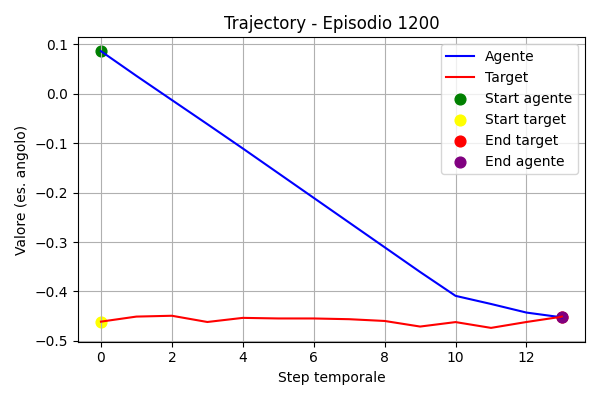 Trajectory - Episodio 1200
Valore (es. angolo)
0.1
0.0
−0.1
−0.2
−0.3
−0.4
−0.5
0 2 4 6 8 10 12
Step temporale
Agente
Target
Start agente
Start target
End target
End agente